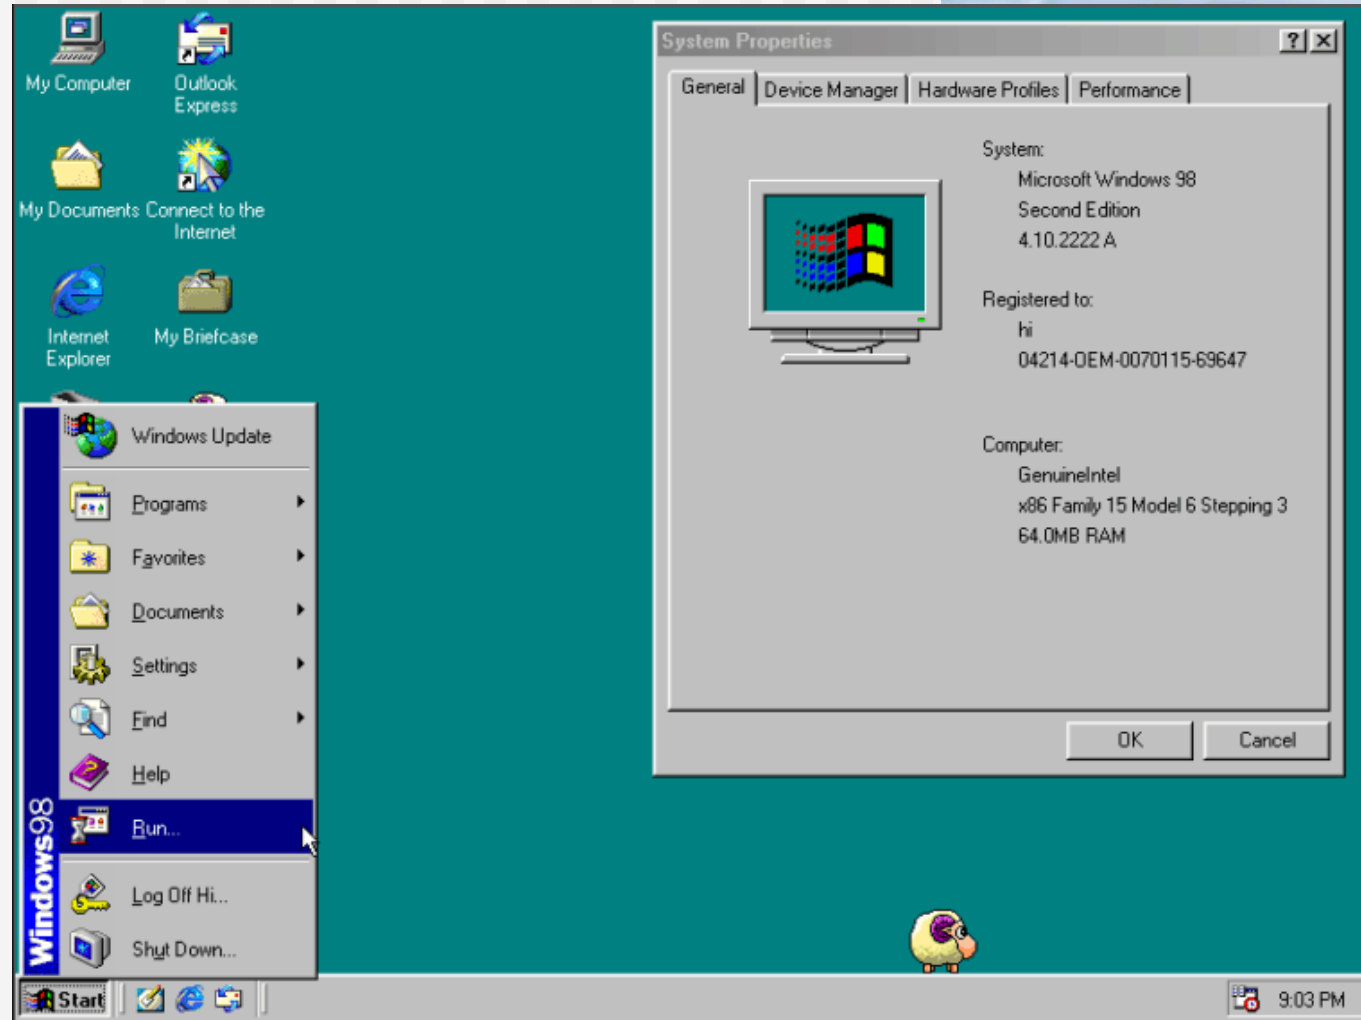 My Computer
Outlook
Express
My Documents
Connect to the
Internet
Internet
Explorer
My Briefcase
Windows Update
Programs
Favorites
Documents
Settings
Find
Help
Run...
Log Off Hi...
Shut Down...
Windows98
Start
System Properties
General
Device Manager
Hardware Profiles
Performance
System:
Microsoft Windows 98
Second Edition
4.10.2222 A
Registered to:
hi
04214-OEM-0070115-69647
Computer:
GenuineIntel
x86 Family 15 Model 6 Stepping 3
64.0MB RAM
OK
Cancel
9:03 PM